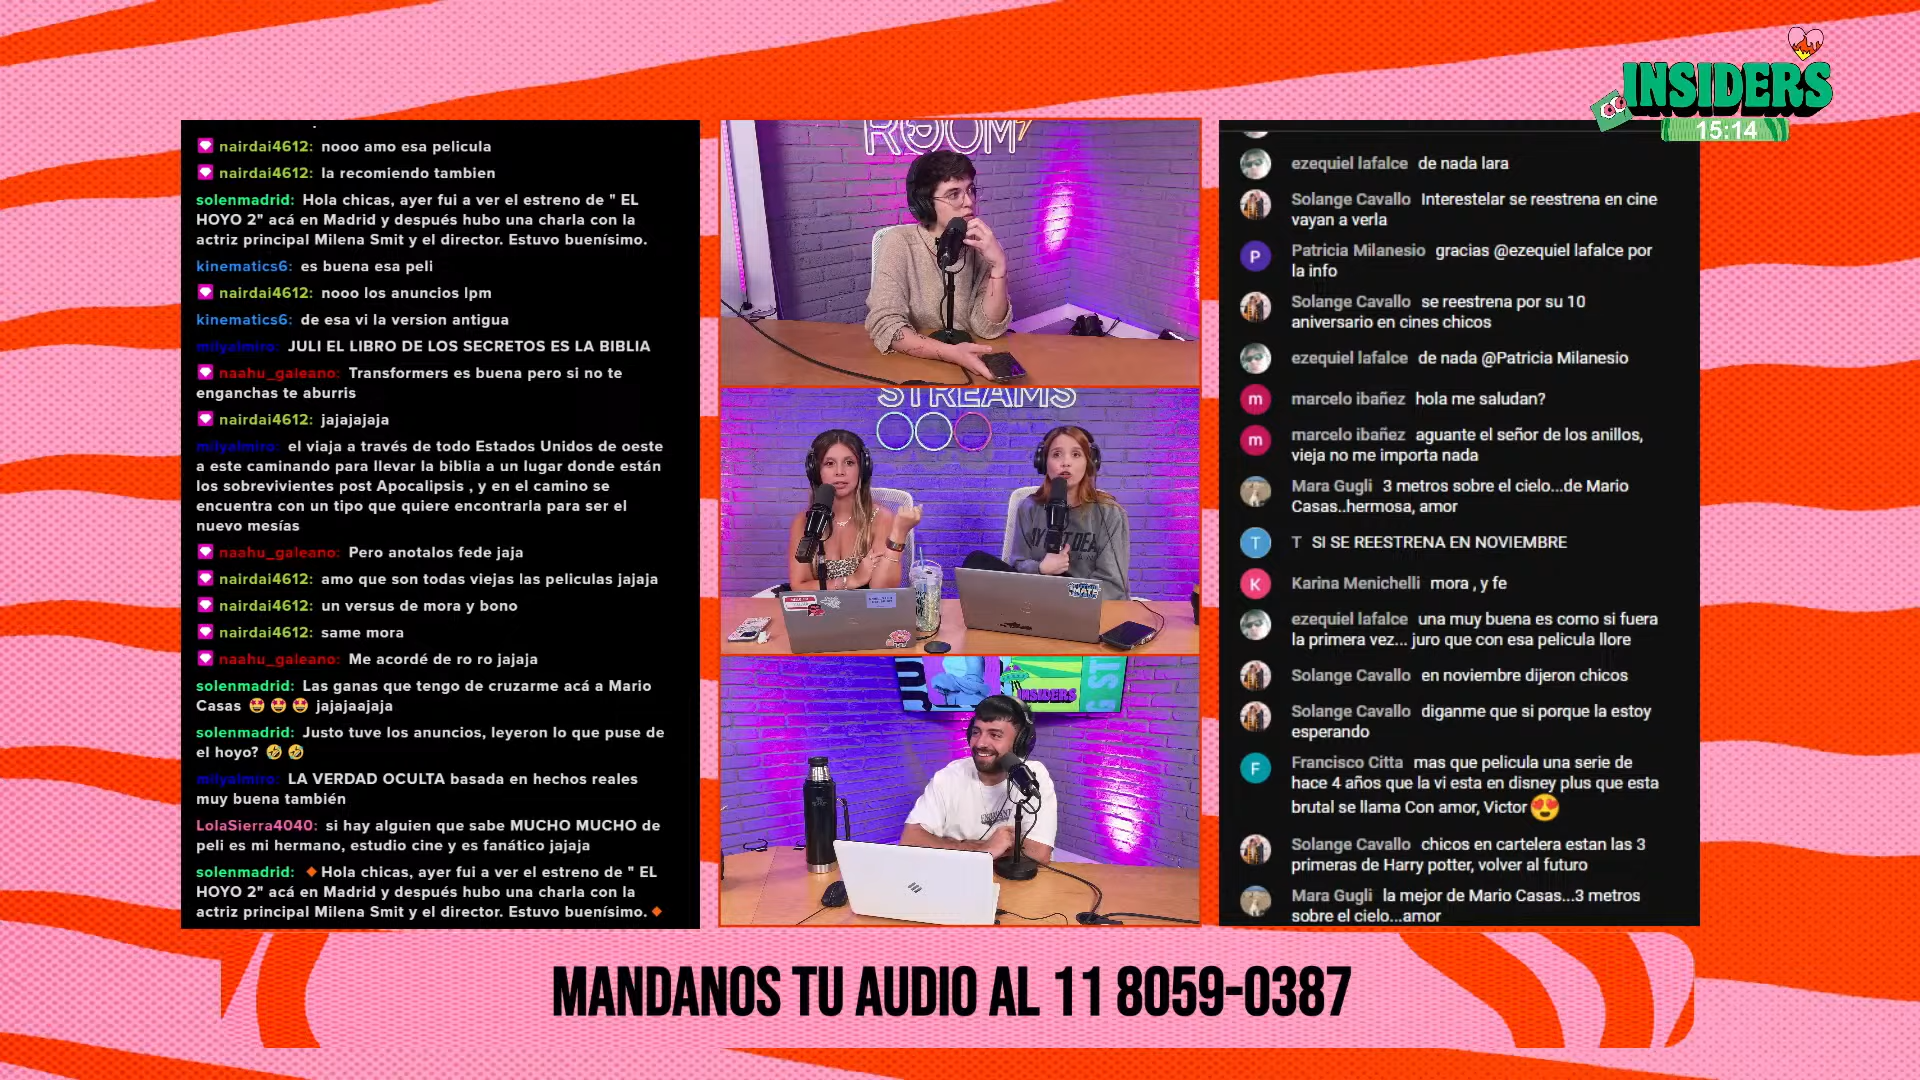 INSIDERS
15:14
nairdai4612: nooo amo esa pelicula
nairdai4612: la recomiendo tambien
solenmadrid: Hola chicas, ayer fui a ver el estreno de " EL
HOYO 2" acá en Madrid y después hubo una charla con la
actriz principal Milena Smit y el director. Estuvo buenísimo.
kinematics6: es buena esa peli
nairdai4612: nooo los anuncios lpm
kinematics6: de esa vi la version antigua
milyalmiro: JULI EL LIBRO DE LOS SECRETOS ES LA BIBLIA
naahu_galeano: Transformers es buena pero si no te
enganchas te aburris
nairdai4612: jajajajaja
milyalmiro: el viaja a través de todo Estados Unidos de oeste
a este caminando para llevar la biblia a un lugar donde están
los sobrevivientes post Apocalipsis , y en el camino se
encuentra con un tipo que quiere encontrarla para ser el
nuevo mesías
naahu_galeano: Pero anotalos fede jaja
nairdai4612: amo que son todas viejas las peliculas jajaja
nairdai4612: un versus de mora y bono
nairdai4612: same mora
naahu_galeano: Me acordé de ro ro jajaja
solenmadrid: Las ganas que tengo de cruzarme acá a Mario
Casas 🤩 🤩 🤩 jajajaajaja
solenmadrid: Justo tuve los anuncios, leyeron lo que puse de
el hoyo? 🤣 🤣
milyalmiro: LA VERDAD OCULTA basada en hechos reales
muy buena también
LolaSierra4040: si hay alguien que sabe MUCHO MUCHO de
peli es mi hermano, estudio cine y es fanático jajaja
solenmadrid: 🔸Hola chicas, ayer fui a ver el estreno de " EL
HOYO 2" acá en Madrid y después hubo una charla con la
actriz principal Milena Smit y el director. Estuvo buenísimo.🔸
ROOM
STREAMS
INSIDERS
ezequiel lafalce de nada lara
Solange Cavallo Interestelar se reestrena en cine
vayan a verla
P
Patricia Milanesio gracias @ezequiel lafalce por
la info
Solange Cavallo se reestrena por su 10
aniversario en cines chicos
ezequiel lafalce de nada @Patricia Milanesio
m
marcelo ibañez hola me saludan?
m
marcelo ibañez aguante el señor de los anillos,
vieja no me importa nada
Mara Gugli 3 metros sobre el cielo...de Mario
Casas..hermosa, amor
T
T SI SE REESTRENA EN NOVIEMBRE
K
Karina Menichelli mora , y fe
ezequiel lafalce una muy buena es como si fuera
la primera vez... juro que con esa pelicula llore
Solange Cavallo en noviembre dijeron chicos
Solange Cavallo diganme que si porque la estoy
esperando
F
Francisco Citta mas que pelicula una serie de
hace 4 años que la vi esta en disney plus que esta
brutal se llama Con amor, Victor 😍
Solange Cavallo chicos en cartelera estan las 3
primeras de Harry potter, volver al futuro
Mara Gugli la mejor de Mario Casas...3 metros
sobre el cielo...amor
MANDANOS TU AUDIO AL 11 8059-0387